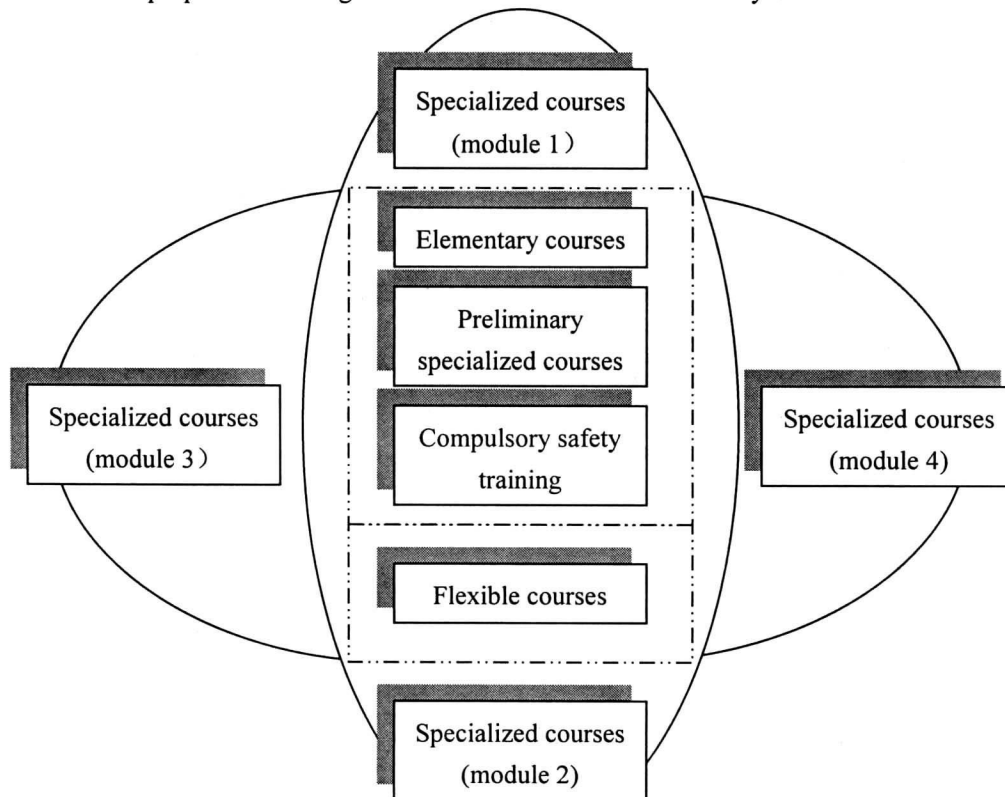 Specialized courses
(module 1）
Elementary courses
Preliminary
specialized courses
Specialized courses
(module 3）
Compulsory safety
training
Specialized courses
(module 4)
Flexible courses
Specialized courses
(module 2)